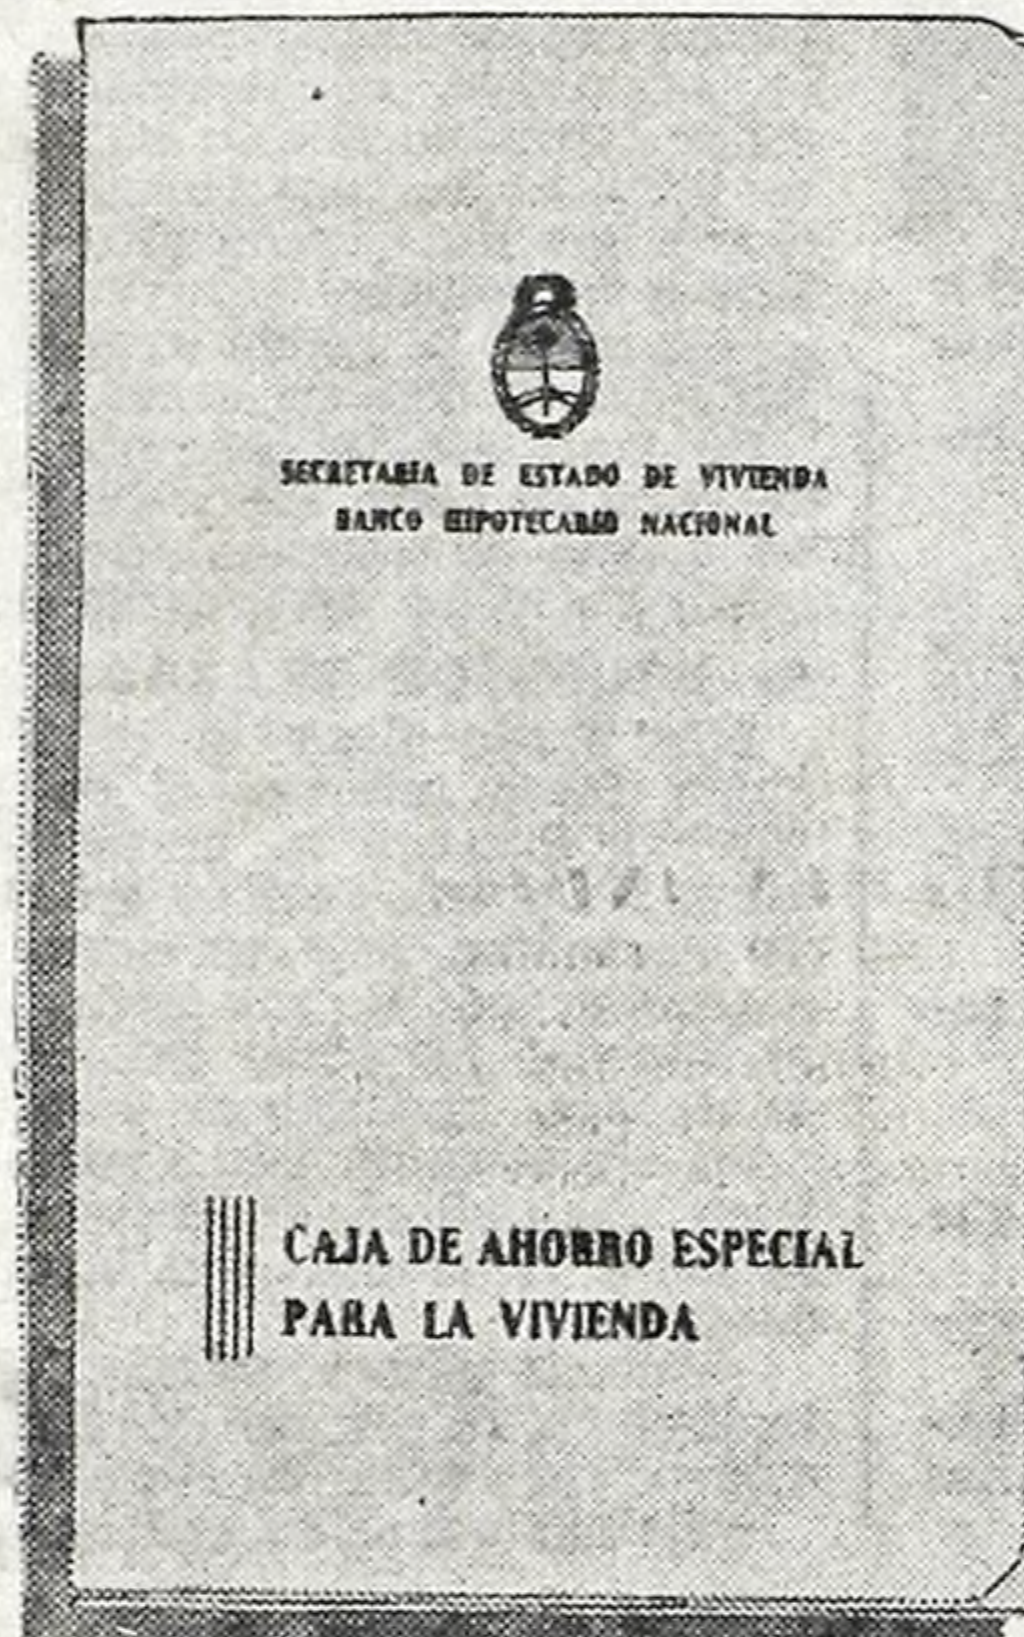 SECRETARIA DE ESTADO DE VIVIENDA
BANCO HIPOTECARIO NACIONAL
CAJA DE AHORRO ESPECIAL
PARA LA VIVIENDA